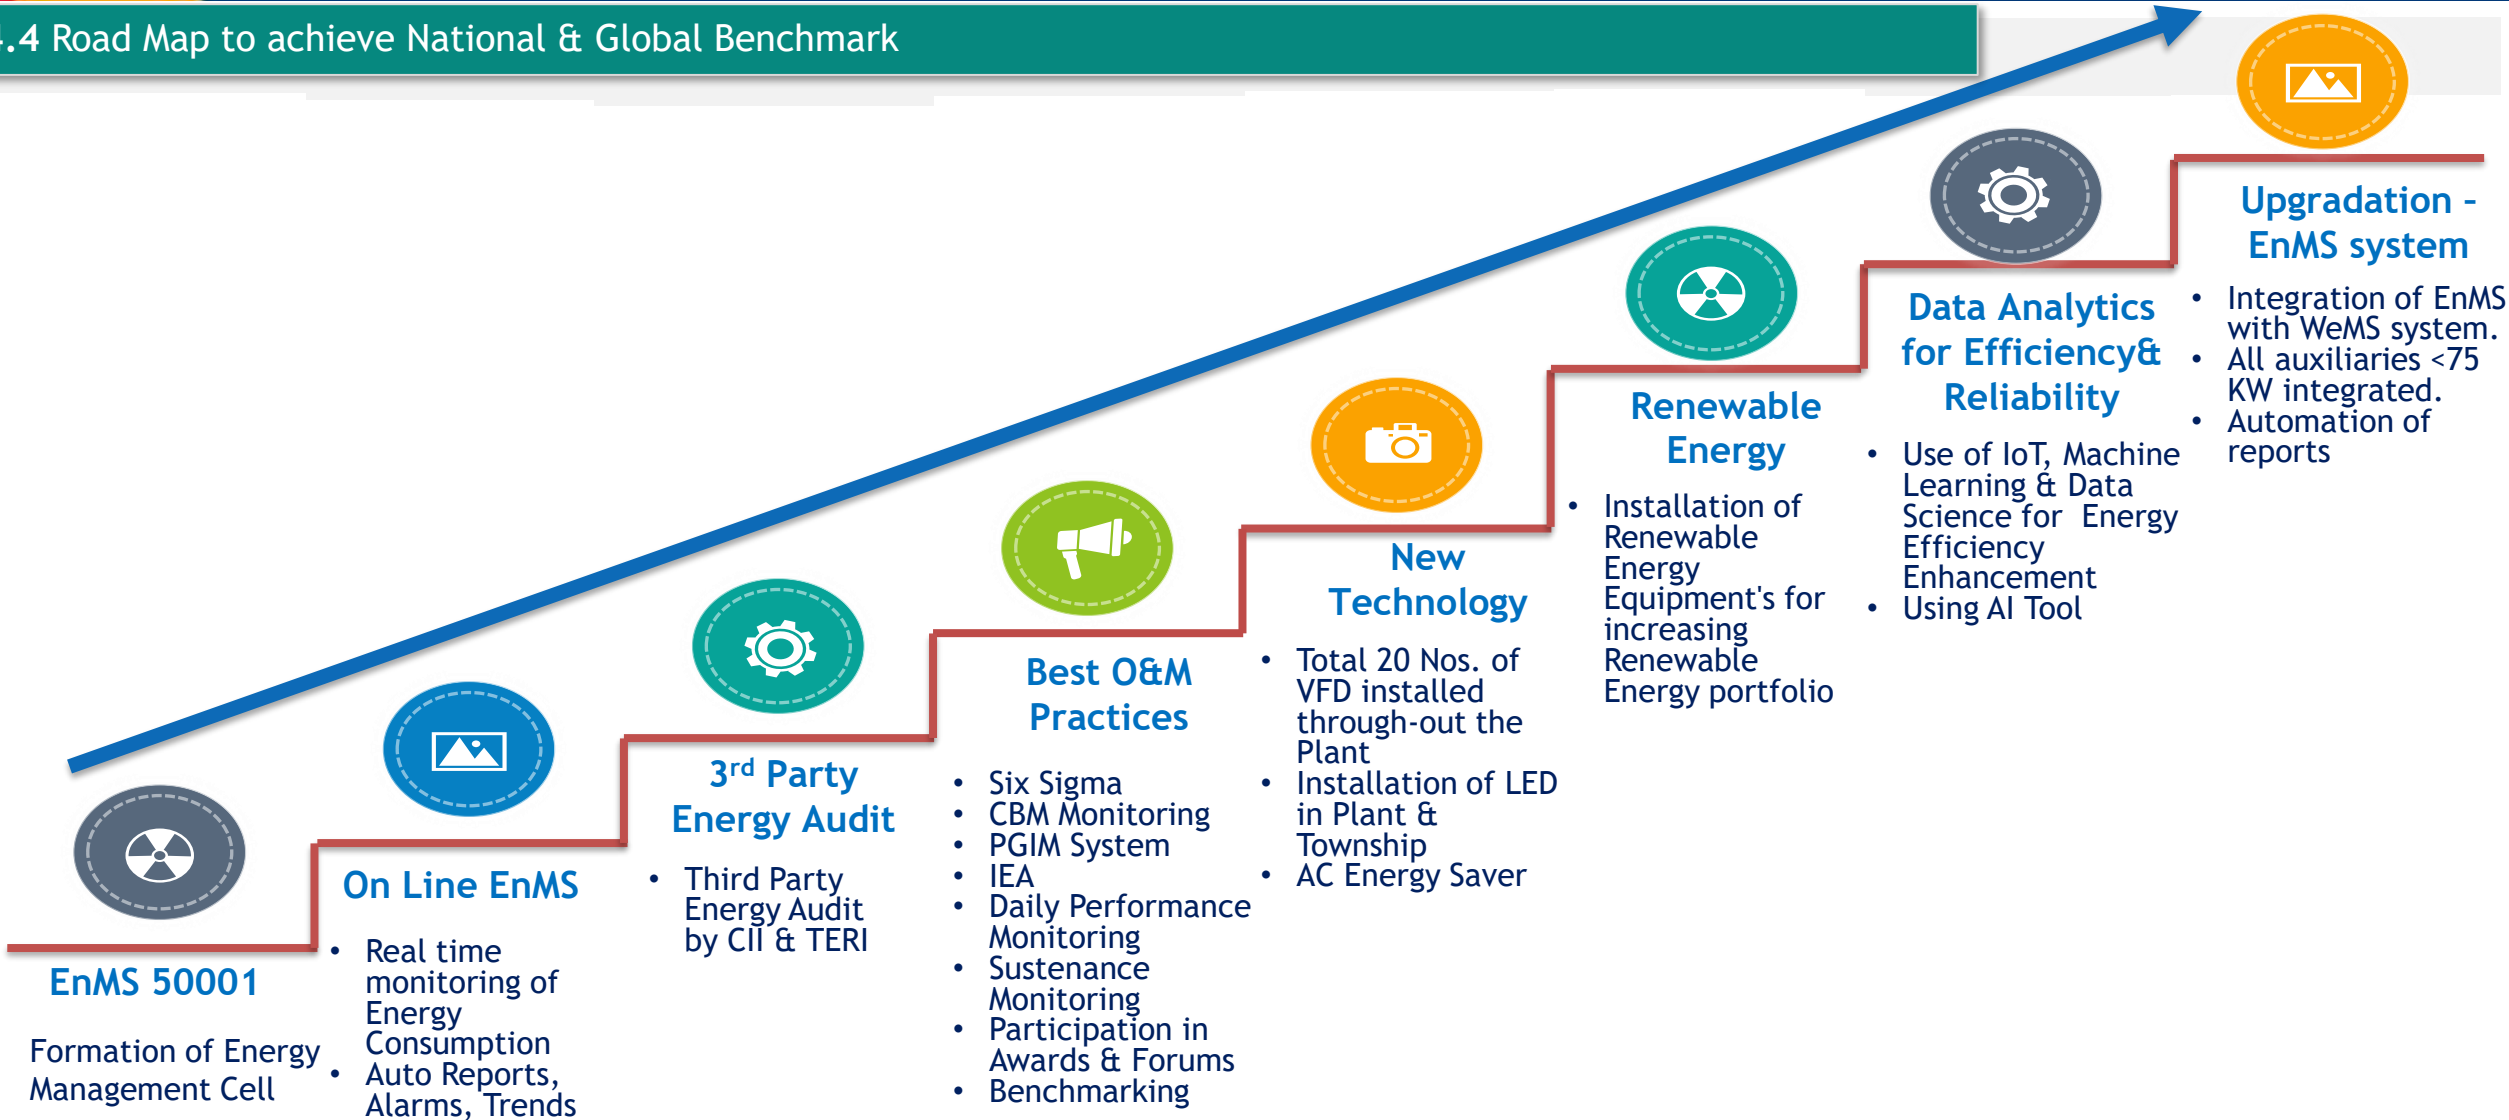 .4 Road Map to achieve National & Global Benchmark
EnMS 50001
Formation of Energy
Management Cell
On Line EnMS
• Real time
monitoring of
Energy
Consumption
• Auto Reports,
Alarms, Trends
3rd Party
Energy Audit
• Third Party
Energy Audit
by CII & TERI
Best O&M
Practices
• Six Sigma
• CBM Monitoring
• PGIM System
• IEA
• Daily Performance
Monitoring
• Sustenance
Monitoring
• Participation in
Awards & Forums
• Benchmarking
New
Technology
• Total 20 Nos. of
VFD installed
through-out the
Plant
• Installation of LED
in Plant &
Township
• AC Energy Saver
Renewable
Energy
• Installation of
Renewable
Energy
Equipment's for
increasing
Renewable
Energy portfolio
Data Analytics
for Efficiency&
Reliability
• Use of IoT, Machine
Learning & Data
Science for  Energy
Efficiency
Enhancement
• Using AI Tool
Upgradation –
EnMS system
• Integration of EnMS
with WeMS system.
• All auxiliaries <75
KW integrated.
• Automation of
reports